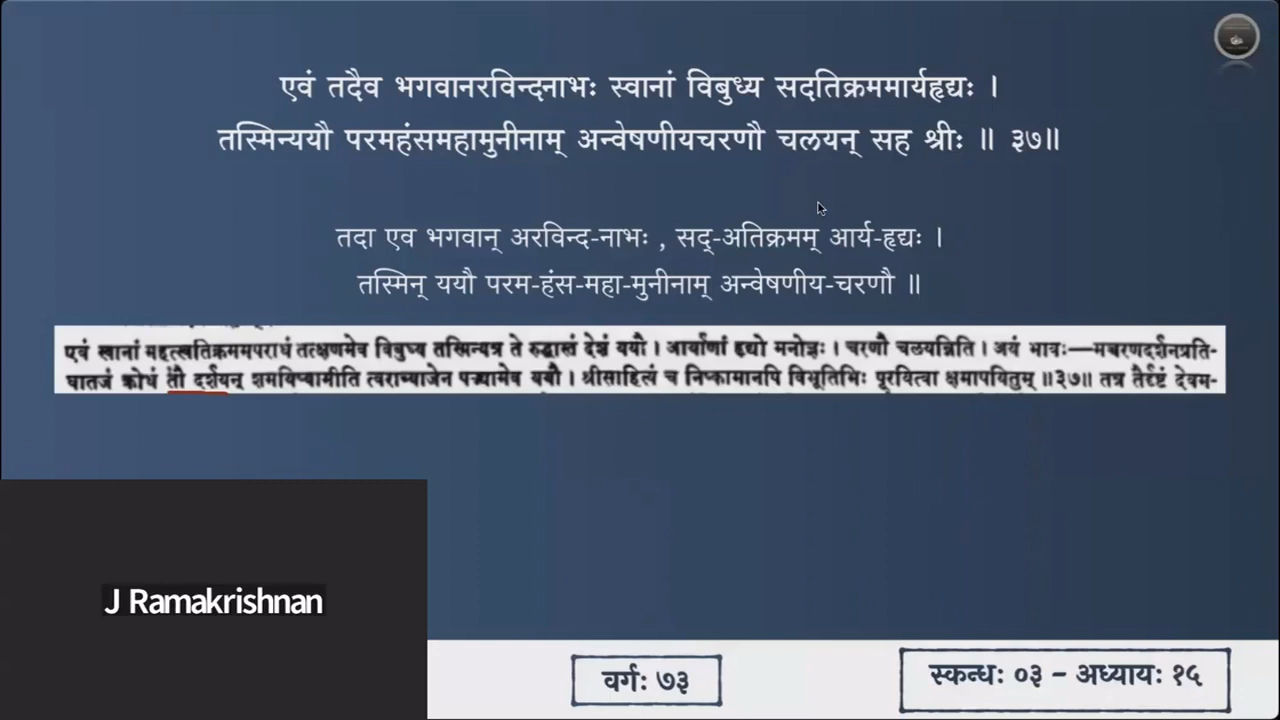 एवं तदैव भगवानरविन्दनाभः स्वानां विबुध्य सदतिक्रममार्यहृद्यः ।
तस्मिन्ययौ परमहंसमहामुनीनाम् अन्वेषणीयचरणौ चलयन् सह श्रीः ॥ ३७॥
तदा एव भगवान् अरविन्द-नाभः , सद्-अतिक्रमम् आर्य-हृद्यः ।
तस्मिन् ययौ परम-हंस-महा-मुनीनाम् अन्वेषणीय-चरणौ ॥
एवं स्वानां महत्स्वतिक्रममपराधं तत्क्षणमेव विबुध्य तस्मिन्यत्र ते रुद्धास्तं देशं ययौ । आर्याणां हृद्यो मनोज्ञः । चरणौ चलयन्निति । अयं भावः—मच्चरणदर्शनप्रति-
घातजं क्रोधं तौ दर्शयन् शमयिष्यामीति त्वराव्याजेन पद्भ्यामेव ययौ । श्रीसाहित्यं च निष्कामानपि विभूतिभिः पूरयित्वा क्षमापयितुम् ॥३७॥ तत्र तैर्दृष्टं देवम-
J Ramakrishnan
वर्गः ७३
स्कन्धः ०३ - अध्यायः १५